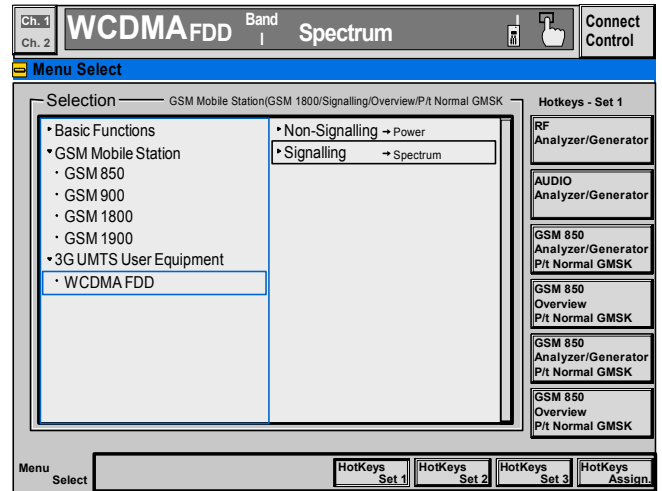 Ch. 1
Ch. 2
WCDMA FDD Band I Spectrum
Connect
Control
Menu Select
Selection GSM Mobile Station(GSM 1800/Signalling/Overview/P/t Normal GMSK
Hotkeys - Set 1
Basic Functions
GSM Mobile Station
· GSM 850
· GSM 900
· GSM 1800
· GSM 1900
3G UMTS User Equipment
· WCDMA FDD
Non-Signalling → Power
Signalling → Spectrum
RF
Analyzer/Generator
AUDIO
Analyzer/Generator
GSM 850
Analyzer/Generator
P/t Normal GMSK
GSM 850
Overview
P/t Normal GMSK
GSM 850
Analyzer/Generator
P/t Normal GMSK
GSM 850
Overview
P/t Normal GMSK
Menu
Select
HotKeys
Set 1
HotKeys
Set 2
HotKeys
Set 3
HotKeys
Assign.